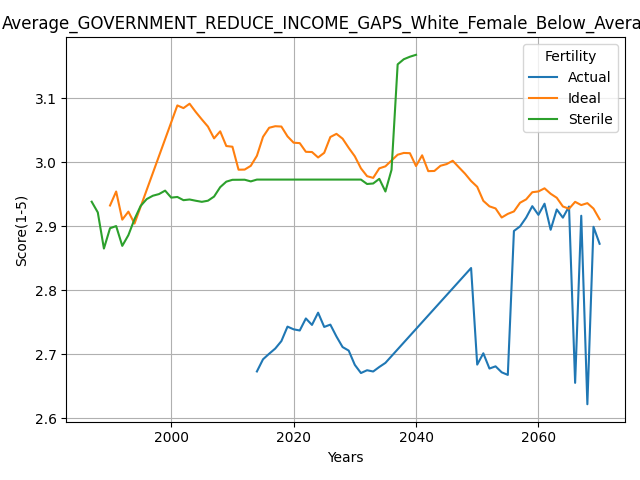 Average_GOVERNMENT_REDUCE_INCOME_GAPS_White_Female_Below_Avera
Fertility
Actual
Ideal
Sterile
Score(1-5)
3.1
3.0
2.9
2.8
2.7
2.6
2000
2020
2040
2060
Years